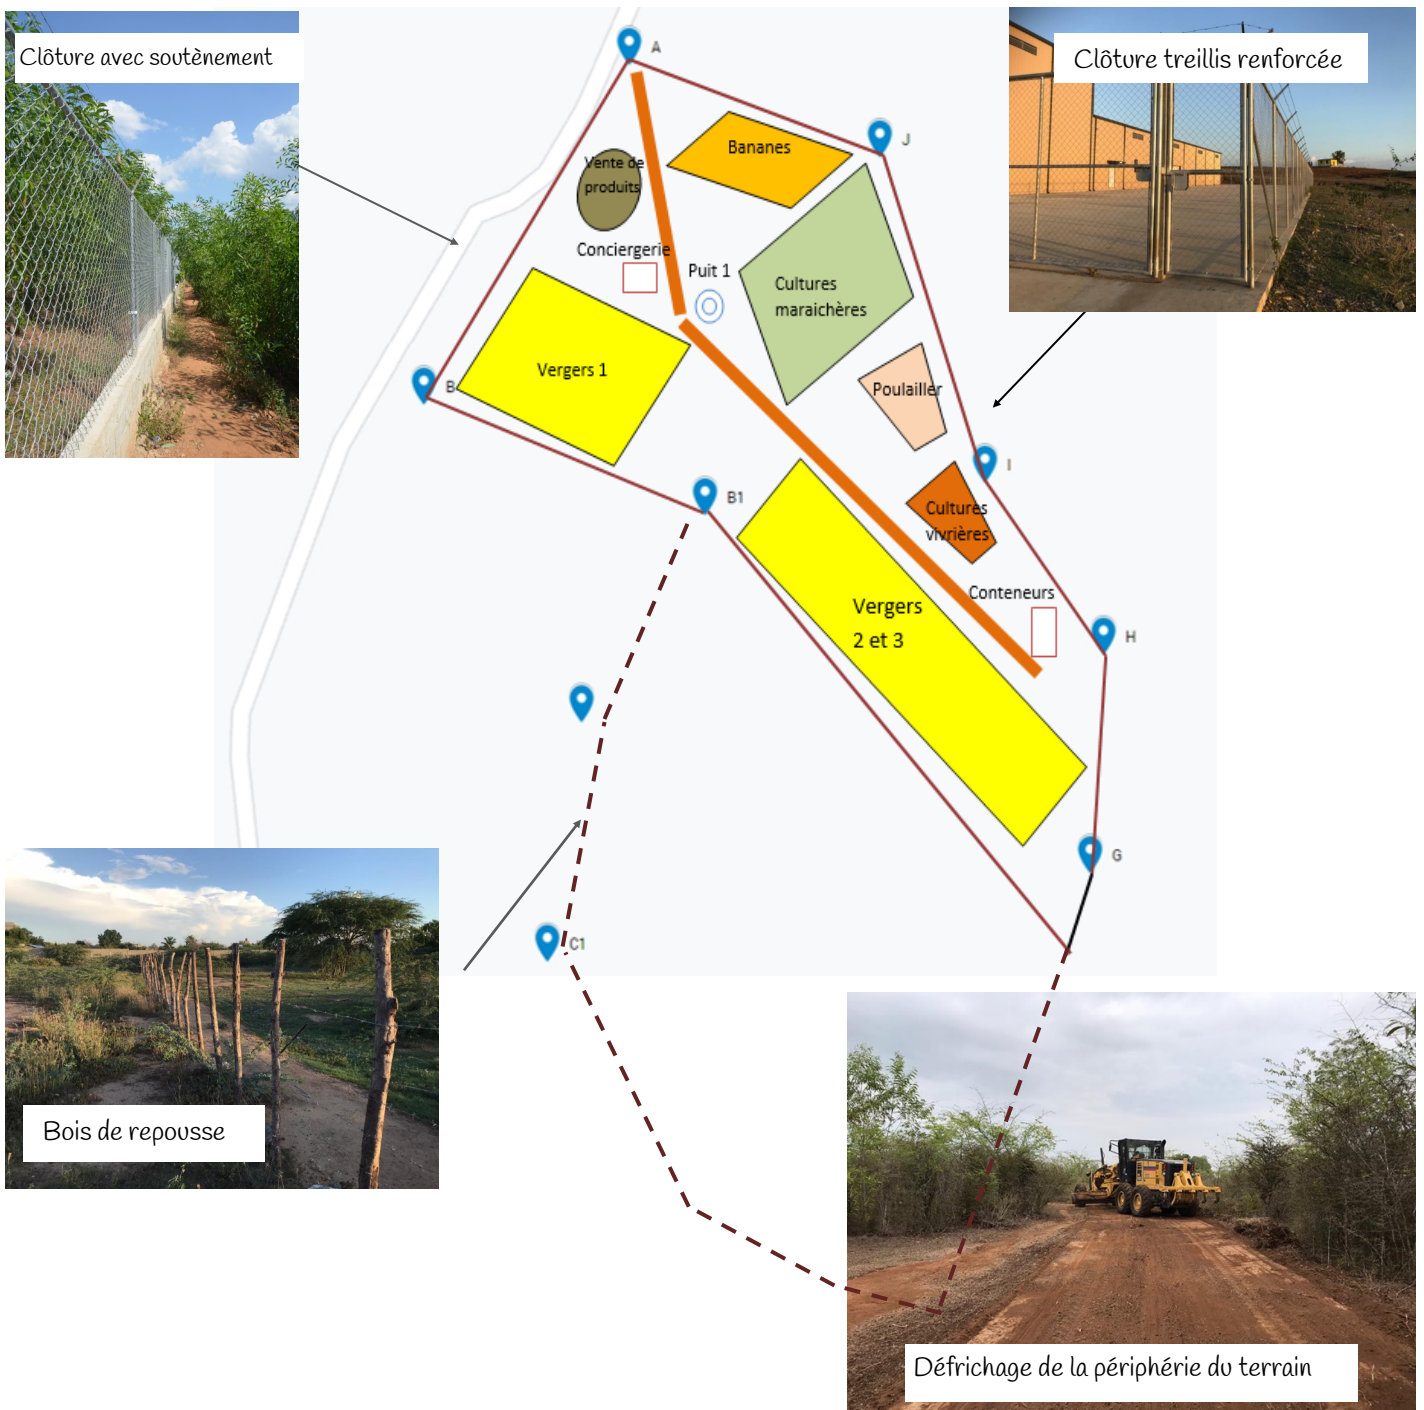 Clôture avec soutènement
Clôture treillis renforcée
A
J
Bananes
Vente de
produits
Conciergerie
Puit 1
Cultures
maraichères
Vergers 1
B
Poulailler
I
B1
Cultures
vivrières
Conteneurs
Vergers
2 et 3
H
G
C1
Bois de repousse
Défrichage de la périphérie du terrain